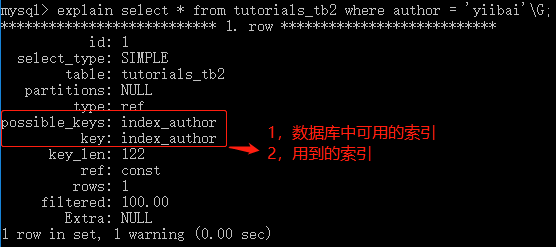 mysql> explain select * from tutorials_tb2 where author = 'yiibai'\G;
*************************** 1. row ***************************
id: 1
select_type: SIMPLE
table: tutorials_tb2
partitions: NULL
type: ref
possible_keys: index_author
key: index_author
key_len: 122
ref: const
rows: 1
filtered: 100.00
Extra: NULL
1 row in set, 1 warning (0.00 sec)
1，数据库中可用的索引
2，用到的索引